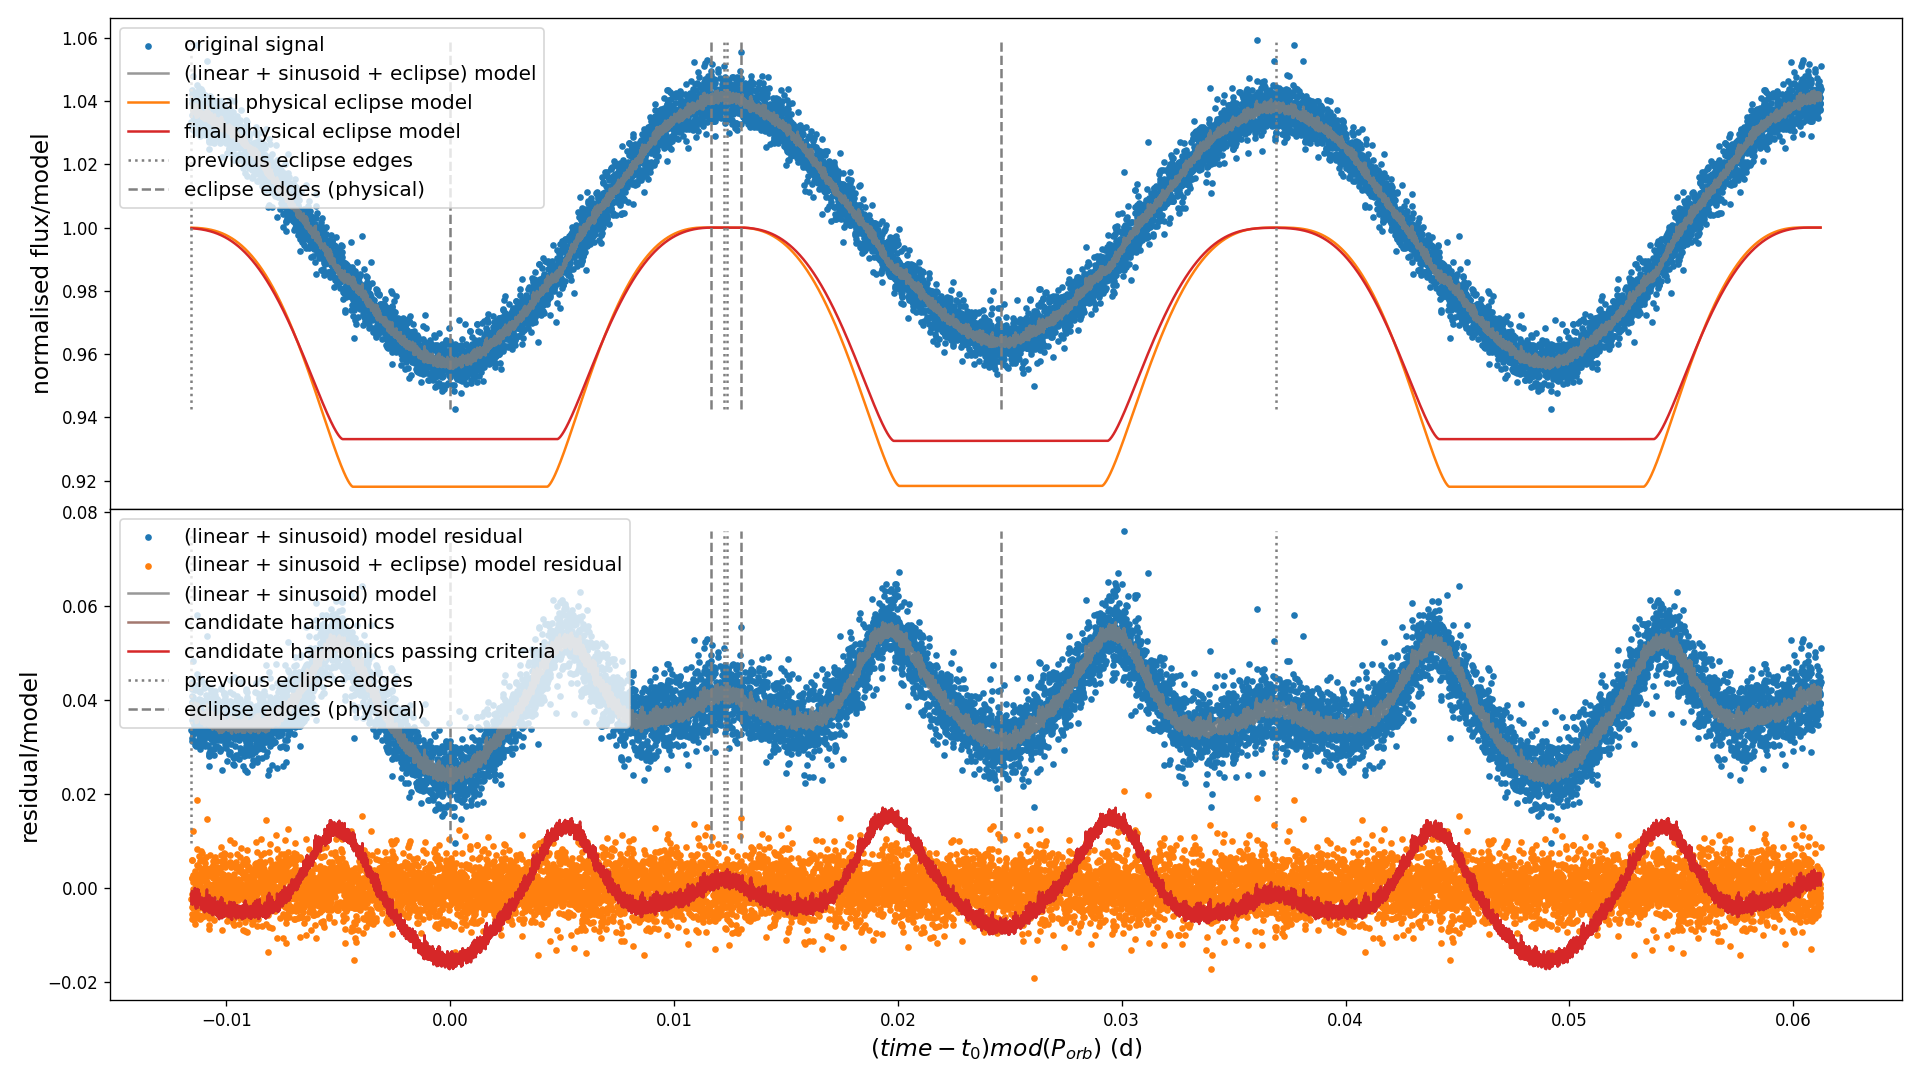 normalised flux/model
1.06
1.04
1.02
1.00
0.98
0.96
0.94
0.92
original signal
(linear + sinusoid + eclipse) model
initial physical eclipse model
final physical eclipse model
previous eclipse edges
eclipse edges (physical)
residual/model
0.08
0.06
0.04
0.02
0.00
−0.02
(linear + sinusoid) model residual
(linear + sinusoid + eclipse) model residual
(linear + sinusoid) model
candidate harmonics
candidate harmonics passing criteria
previous eclipse edges
eclipse edges (physical)
−0.01 0.00 0.01 0.02 0.03 0.04 0.05 0.06
(time − t₀)mod(P_orb) (d)